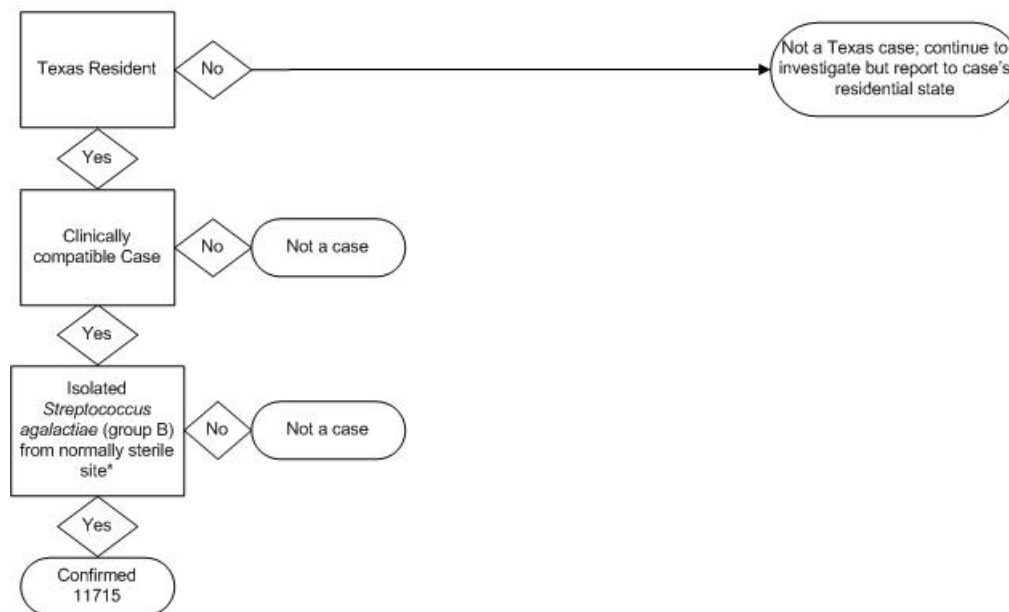 Texas Resident
No
Not a Texas case; continue to
investigate but report to case's
residential state
Yes
Clinically
compatible Case
No
Not a case
Yes
Isolated
Streptococcus
agalactiae (group B)
from normally sterile
site*
No
Not a case
Yes
Confirmed
11715